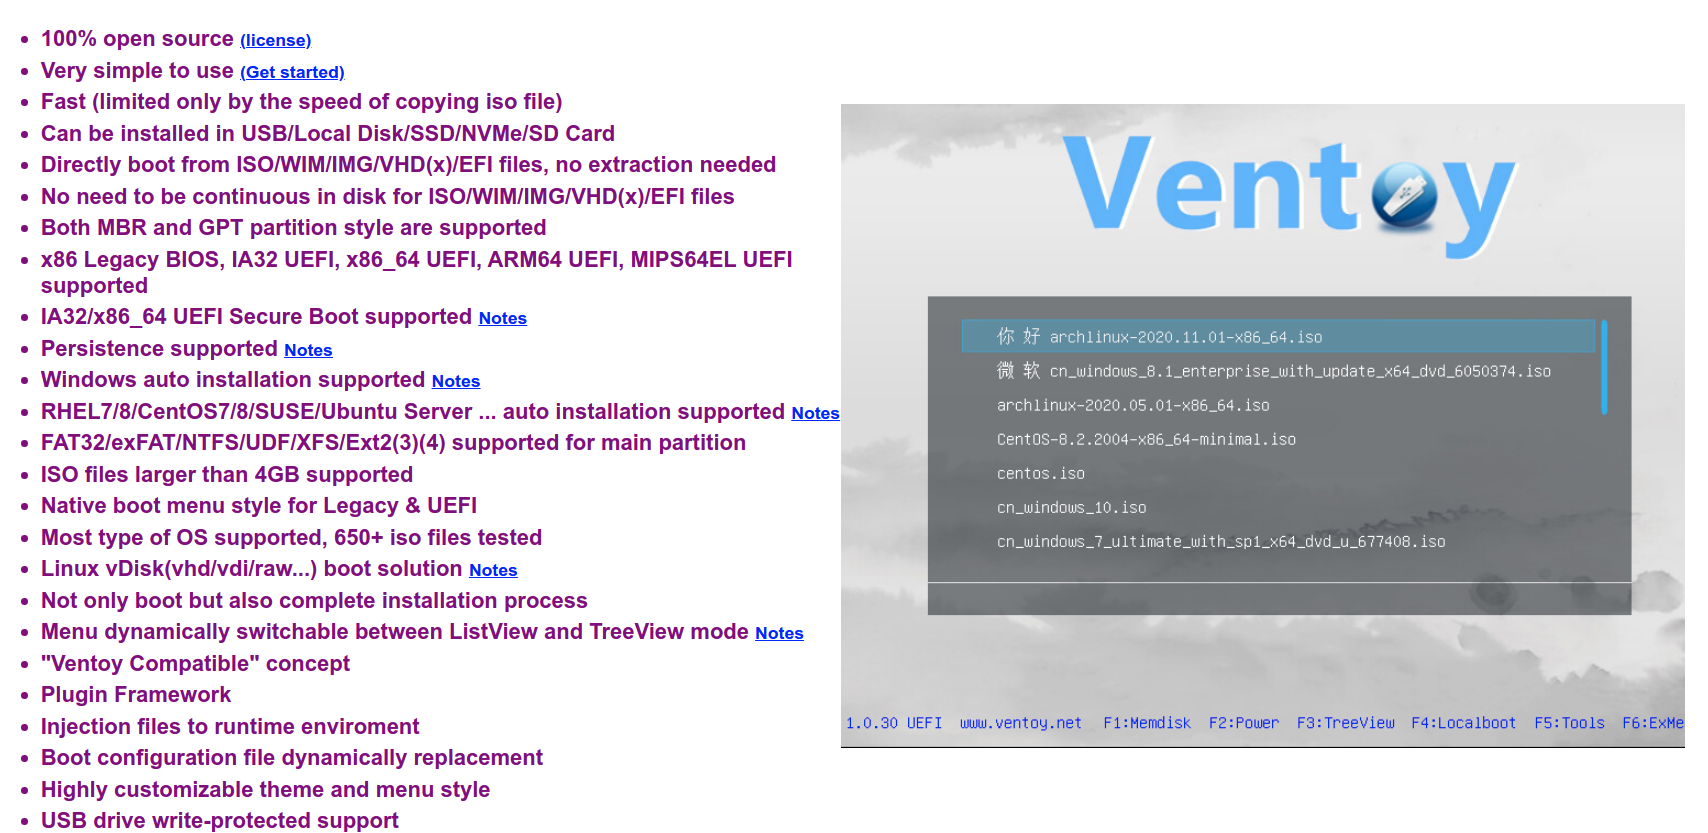 100% open source (license)
Very simple to use (Get started)
Fast (limited only by the speed of copying iso file)
Can be installed in USB/Local Disk/SSD/NVMe/SD Card
Directly boot from ISO/WIM/IMG/VHD(x)/EFI files, no extraction needed
No need to be continuous in disk for ISO/WIM/IMG/VHD(x)/EFI files
Both MBR and GPT partition style are supported
x86 Legacy BIOS, IA32 UEFI, x86_64 UEFI, ARM64 UEFI, MIPS64EL UEFI
supported
IA32/x86_64 UEFI Secure Boot supported Notes
Persistence supported Notes
Windows auto installation supported Notes
RHEL7/8/CentOS7/8/SUSE/Ubuntu Server ... auto installation supported Notes
FAT32/exFAT/NTFS/UDF/XFS/Ext2(3)(4) supported for main partition
ISO files larger than 4GB supported
Native boot menu style for Legacy & UEFI
Most type of OS supported, 650+ iso files tested
Linux vDisk(vhd/vdi/raw...) boot solution Notes
Not only boot but also complete installation process
Menu dynamically switchable between ListView and TreeView mode Notes
"Ventoy Compatible" concept
Plugin Framework
Injection files to runtime enviroment
Boot configuration file dynamically replacement
Highly customizable theme and menu style
USB drive write-protected support
Ventoy
你 好 archlinux-2020.11.01-x86_64.iso
微 软 cn_windows_8.1_enterprise_with_update_x64_dvd_6050374.iso
archlinux-2020.05.01-x86_64.iso
CentOS-8.2.2004-x86_64-minimal.iso
centos.iso
cn_windows_10.iso
cn_windows_7_ultimate_with_sp1_x64_dvd_u_677408.iso
1.0.30 UEFI www.ventoy.net F1:Memdisk F2:Power F3:TreeView F4:Localboot F5:Tools F6:ExMe